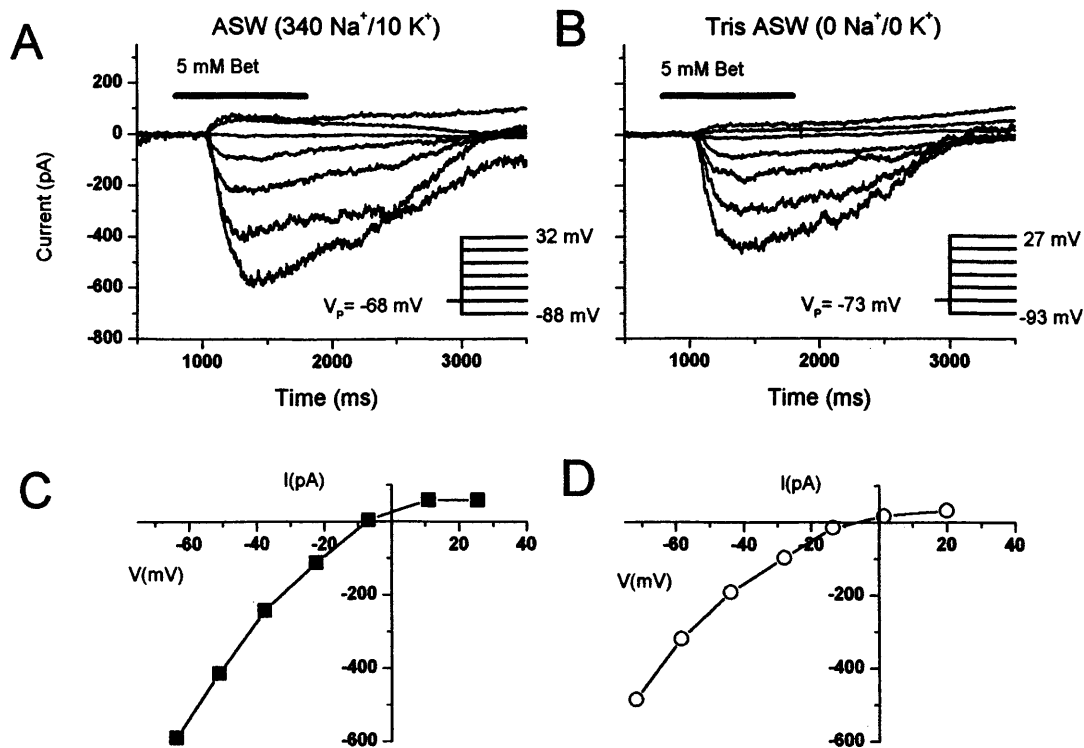 A
ASW (340 Na⁺/10 K⁺)
5 mM Bet
200
0
-200
-400
-600
-800
Current (pA)
1000
2000
3000
Time (ms)
V_P= -68 mV
32 mV
-88 mV
B
Tris ASW (0 Na⁺/0 K⁺)
5 mM Bet
1000
2000
3000
Time (ms)
V_P= -73 mV
27 mV
-93 mV
C
I(pA)
-60
-20
20
40
V(mV)
-200
-400
-600
D
I(pA)
-60
-40
-20
20
40
V(mV)
-200
-400
-600